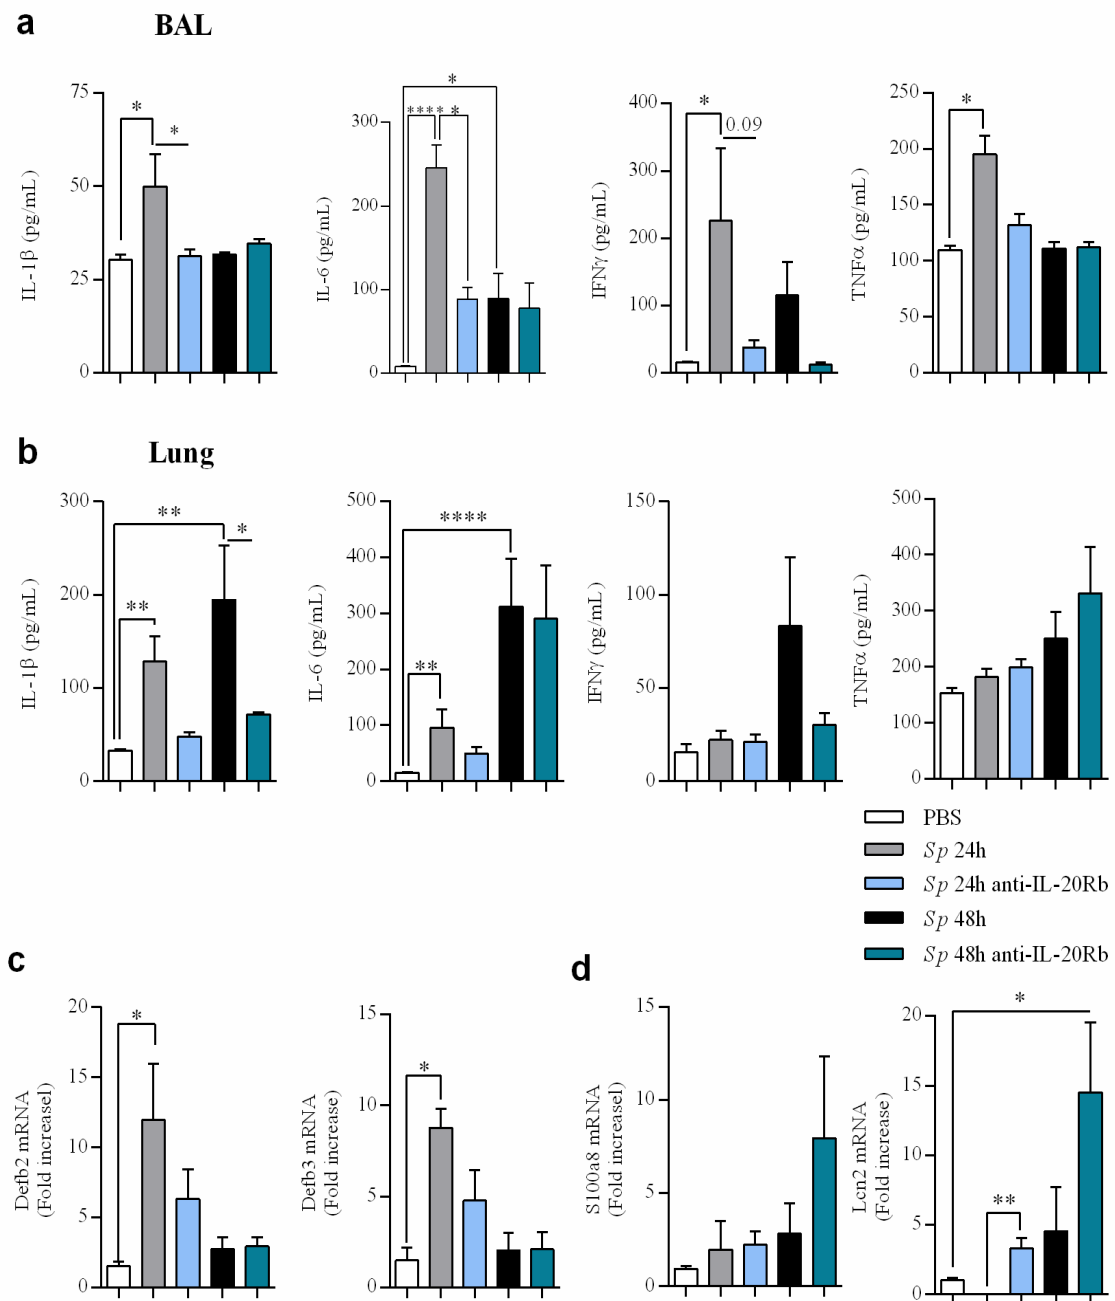 a BAL
IL-1β (pg/mL)
75
50
25
0
*
*
IL-6 (pg/mL)
300
200
100
0
*
**** *
IFNγ (pg/mL)
400
300
200
100
0
*
0.09
TNFα (pg/mL)
250
200
150
100
50
0
*
b Lung
IL-1β (pg/mL)
300
200
100
0
**
*
**
IL-6 (pg/mL)
500
400
300
200
100
0
****
**
IFNγ (pg/mL)
150
100
50
0
TNFα (pg/mL)
500
400
300
200
100
0
PBS
Sp 24h
Sp 24h anti-IL-20Rb
Sp 48h
Sp 48h anti-IL-20Rb
c
Defb2 mRNA
(Fold increasel)
20
15
10
5
0
*
Defb3 mRNA
(Fold increase)
15
10
5
0
*
d
S100a8 mRNA
(Fold increasel)
15
10
5
0
Lcn2 mRNA
(Fold increase)
20
15
10
5
0
*
**